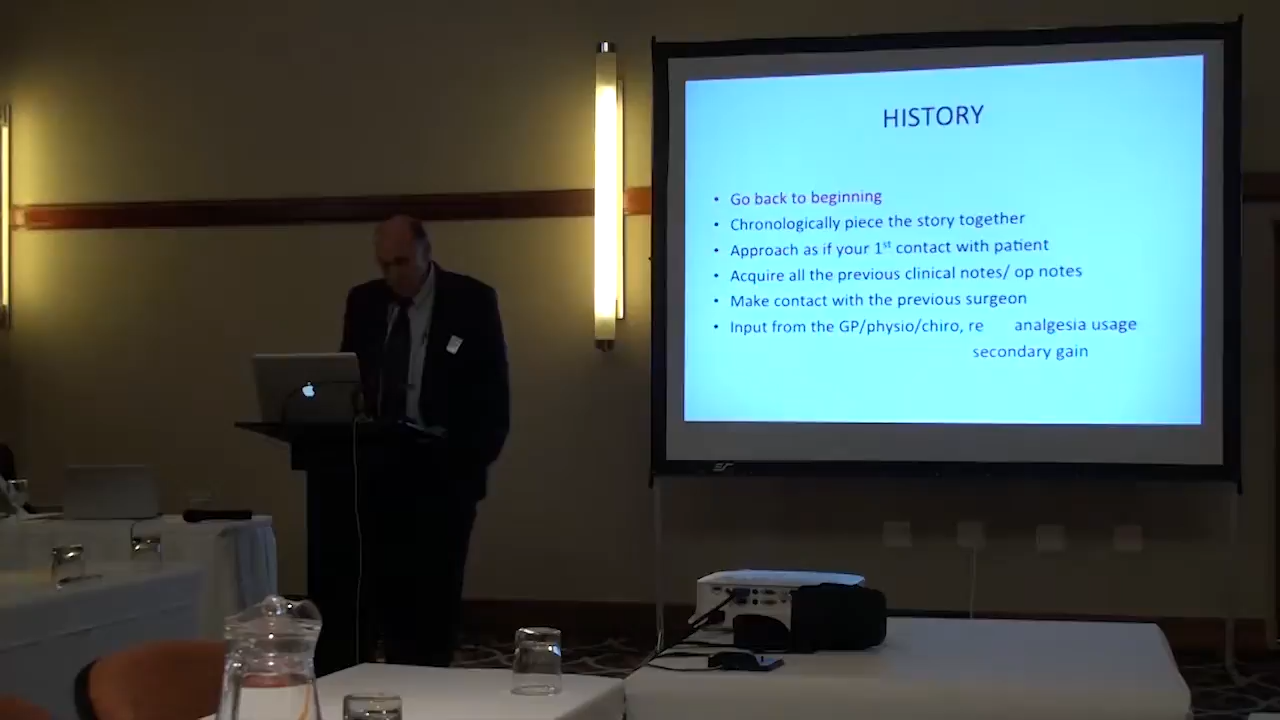 HISTORY
• Go back to beginning
• Chronologically piece the story together
• Approach as if your 1st contact with patient
• Acquire all the previous clinical notes/ op notes
• Make contact with the previous surgeon
• Input from the GP/physio/chiro, re analgesia usage
secondary gain